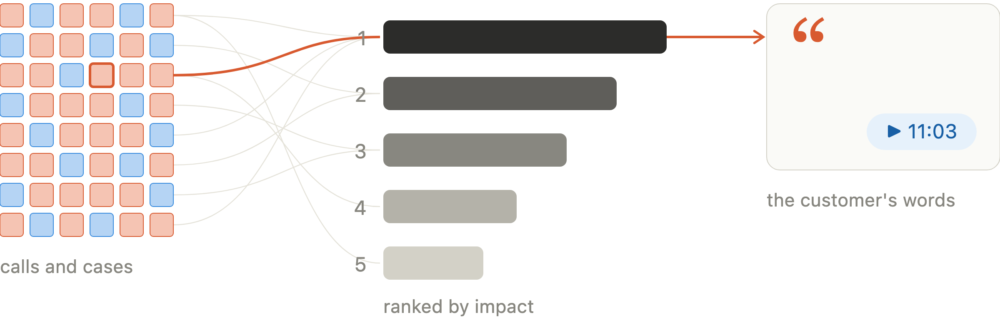 1
2
3
4
5
“
11:03
the customer's words
calls and cases
ranked by impact